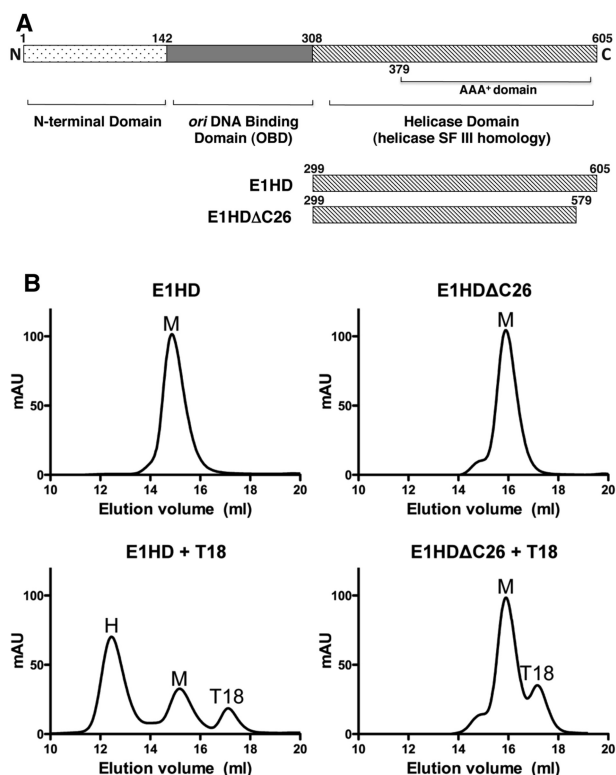 A
1 142 308 605
N C
379
AAA+ domain
N-terminal Domain
ori DNA Binding
Domain (OBD)
Helicase Domain
(helicase SF III homology)
299 605
E1HD
299 579
E1HDΔC26
B
E1HD
M
100
50
0
mAU
10 12 14 16 18 20
Elution volume (ml)
E1HDΔC26
M
100
50
0
mAU
10 12 14 16 18 20
Elution volume (ml)
E1HD + T18
H
M
T18
100
50
0
mAU
10 12 14 16 18 20
Elution volume (ml)
E1HDΔC26 + T18
M
T18
100
50
0
mAU
10 12 14 16 18 20
Elution volume (ml)